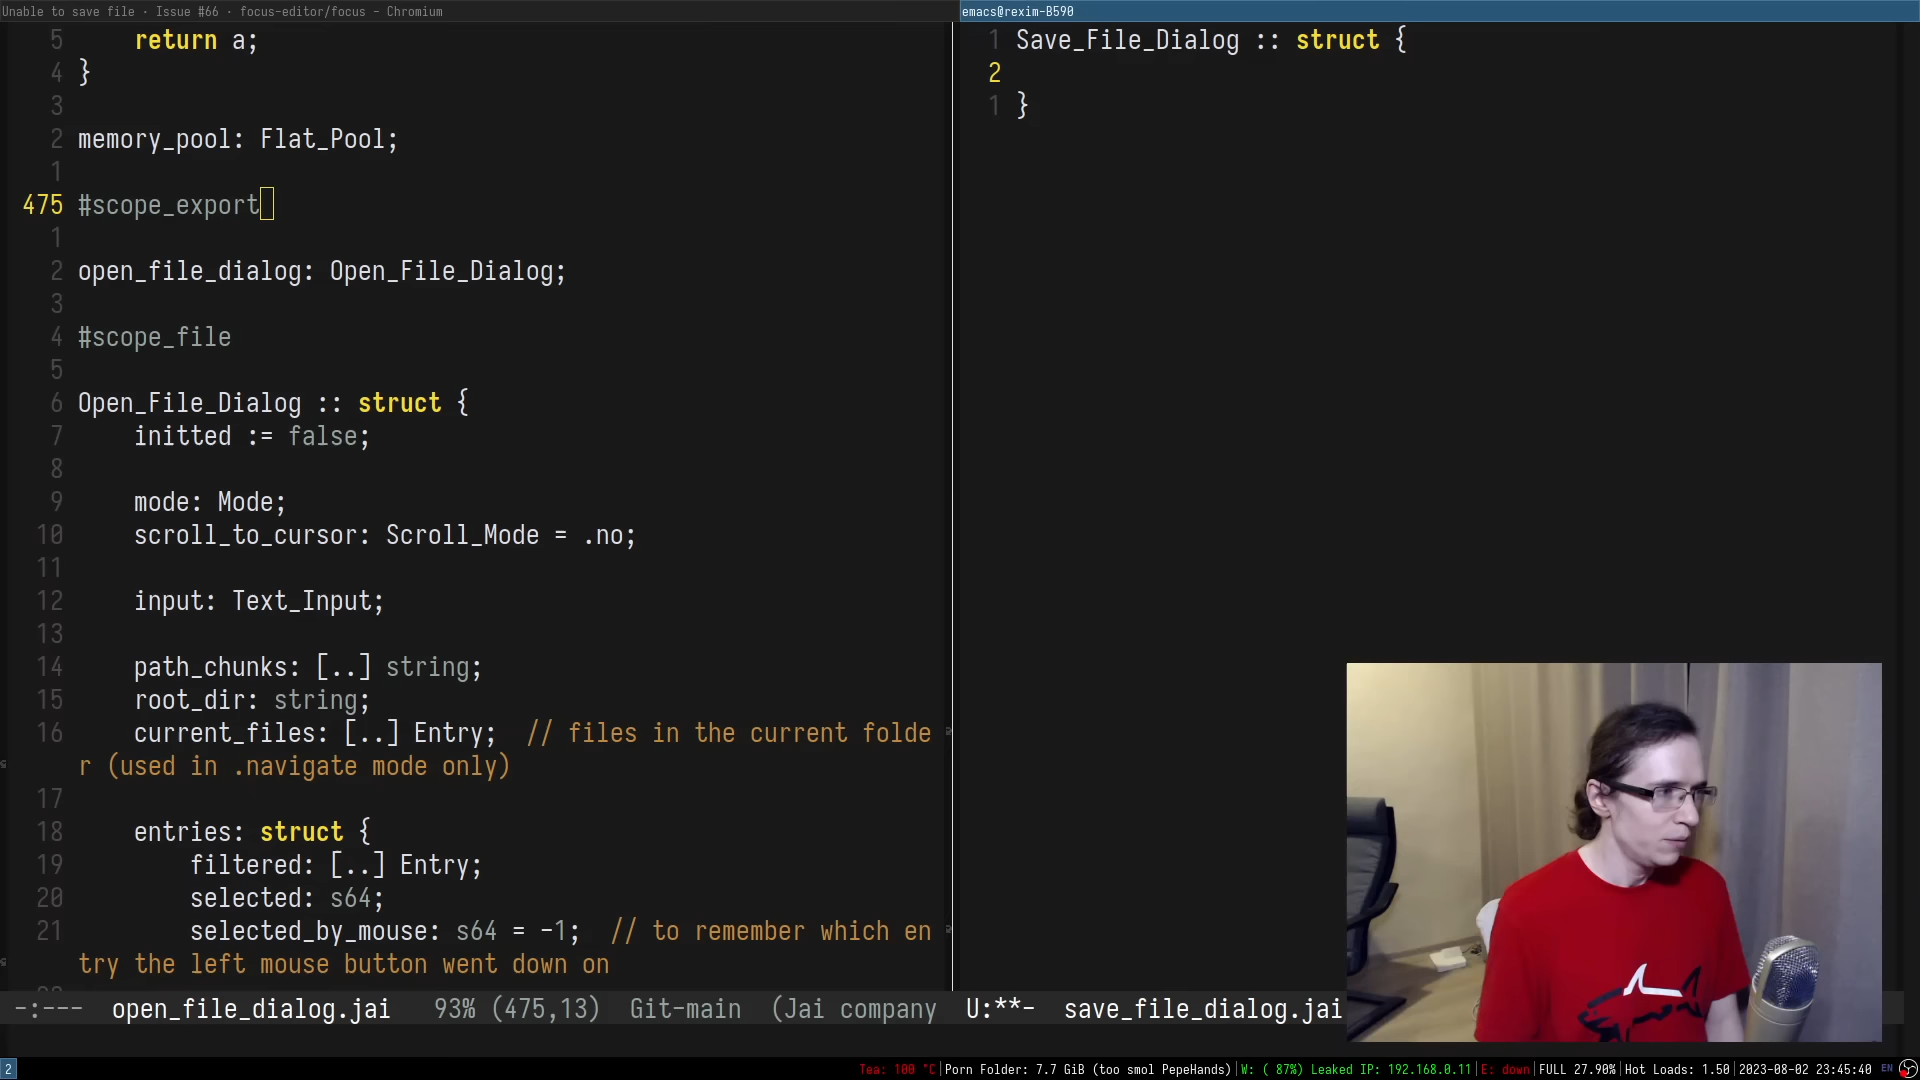 Unable to save file · Issue #66 · focus-editor/focus - Chromium
emacs@rexim-B590
5 return a;
4 }
3
2 memory_pool: Flat_Pool;
1
475 #scope_export
1
2 open_file_dialog: Open_File_Dialog;
3
4 #scope_file
5
6 Open_File_Dialog :: struct {
7 initted := false;
8
9 mode: Mode;
10 scroll_to_cursor: Scroll_Mode = .no;
11
12 input: Text_Input;
13
14 path_chunks: [..] string;
15 root_dir: string;
16 current_files: [..] Entry;  // files in the current folde
r (used in .navigate mode only)
17
18 entries: struct {
19 filtered: [..] Entry;
20 selected: s64;
21 selected_by_mouse: s64 = -1;  // to remember which en
try the left mouse button went down on
-:--- open_file_dialog.jai 93% (475,13) Git-main (Jai company
1 Save_File_Dialog :: struct {
2
1 }
U:**- save_file_dialog.jai
2
Tea: 100 °C|Porn Folder: 7.7 GiB (too smol PepeHands)|W: ( 87%) Leaked IP: 192.168.0.11|E: down|FULL 27.90%|Hot Loads: 1.50|2023-08-02 23:45:40 EN